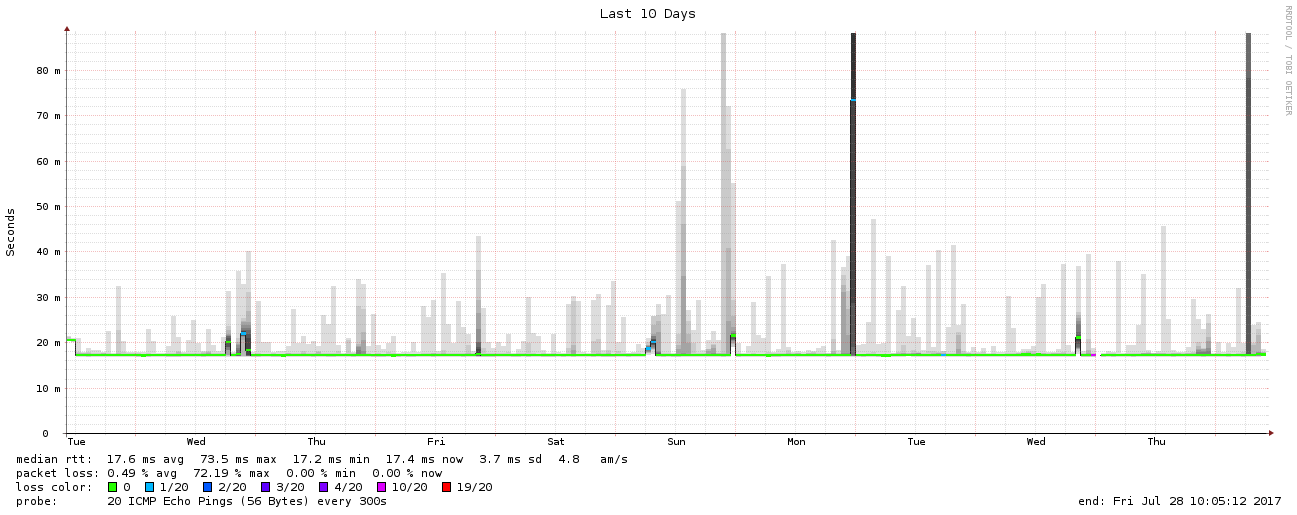 Last 10 Days
RRDTOOL / TOBI OETIKER
Seconds
80 m
70 m
60 m
50 m
40 m
30 m
20 m
10 m
0
Tue Wed Thu Fri Sat Sun Mon Tue Wed Thu
median rtt: 17.6 ms avg 73.5 ms max 17.2 ms min 17.4 ms now 3.7 ms sd 4.8 am/s
packet loss: 0.49 % avg 72.19 % max 0.00 % min 0.00 % now
loss color: 0 1/20 2/20 3/20 4/20 10/20 19/20
probe: 20 ICMP Echo Pings (56 Bytes) every 300s end: Fri Jul 28 10:05:12 2017